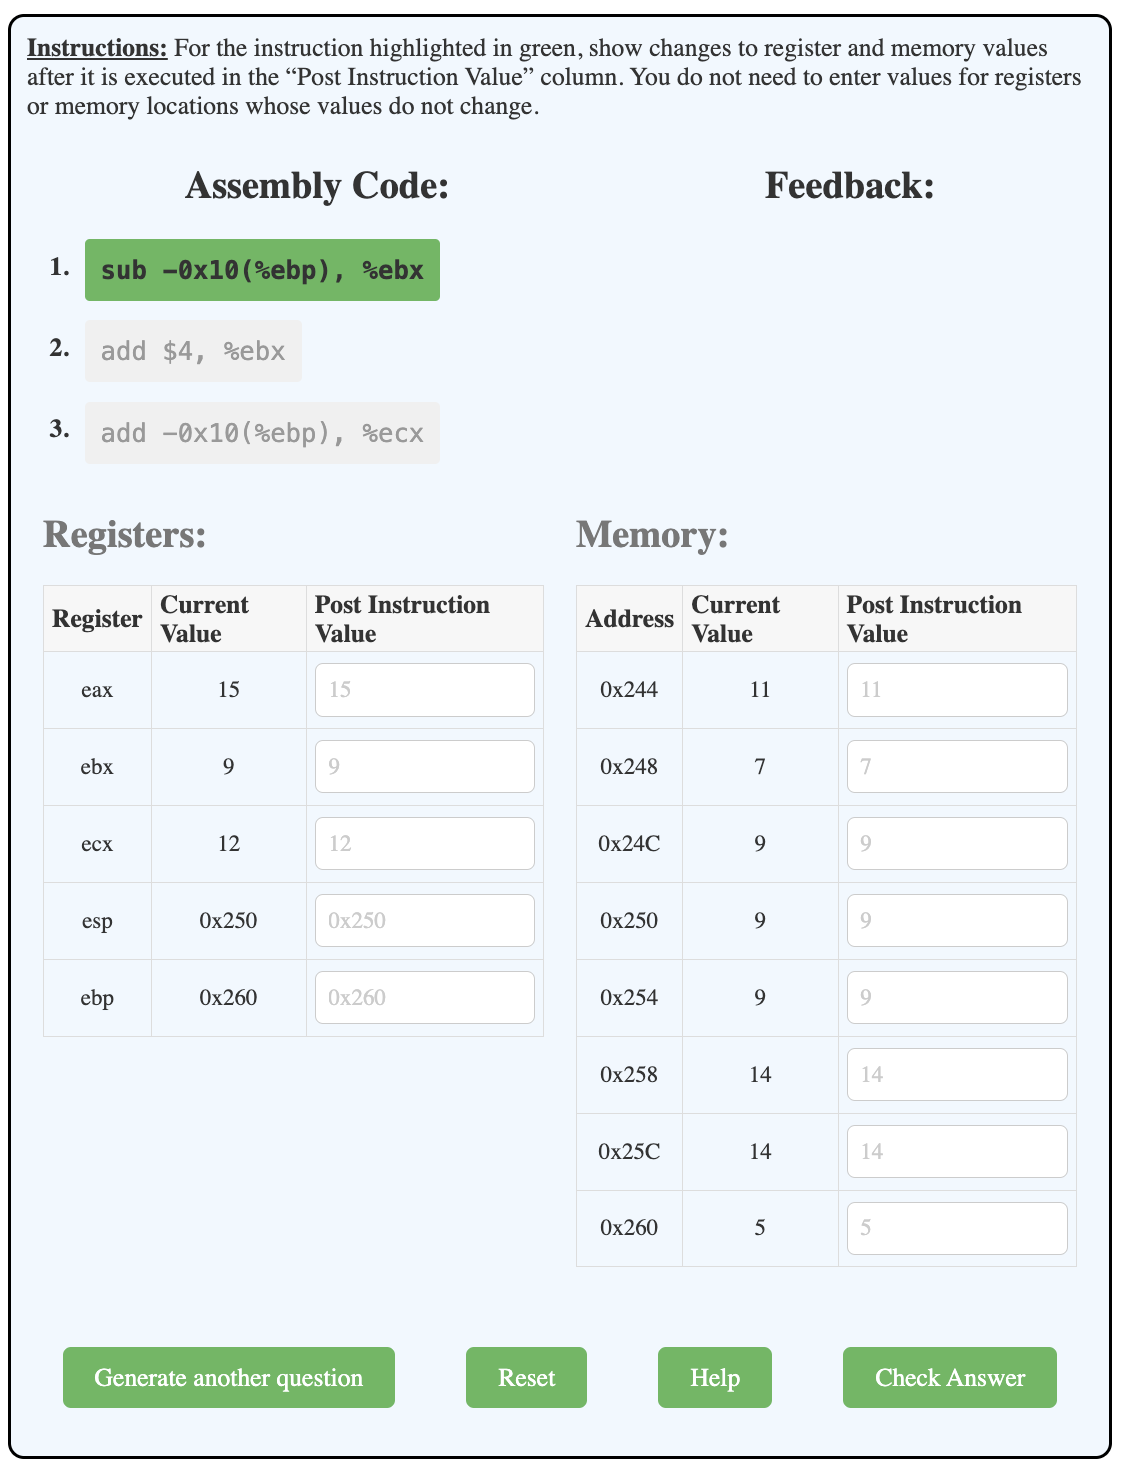 Instructions: For the instruction highlighted in green, show changes to register and memory values
after it is executed in the “Post Instruction Value” column. You do not need to enter values for registers
or memory locations whose values do not change.
Assembly Code:
Feedback:
1. sub -0x10(%ebp), %ebx
2. add $4, %ebx
3. add -0x10(%ebp), %ecx
Registers:
Register Current Value Post Instruction Value
eax 15 15
ebx 9 9
ecx 12 12
esp 0x250 0x250
ebp 0x260 0x260
Memory:
Address Current Value Post Instruction Value
0x244 11 11
0x248 7 7
0x24C 9 9
0x250 9 9
0x254 9 9
0x258 14 14
0x25C 14 14
0x260 5 5
Generate another question Reset Help Check Answer